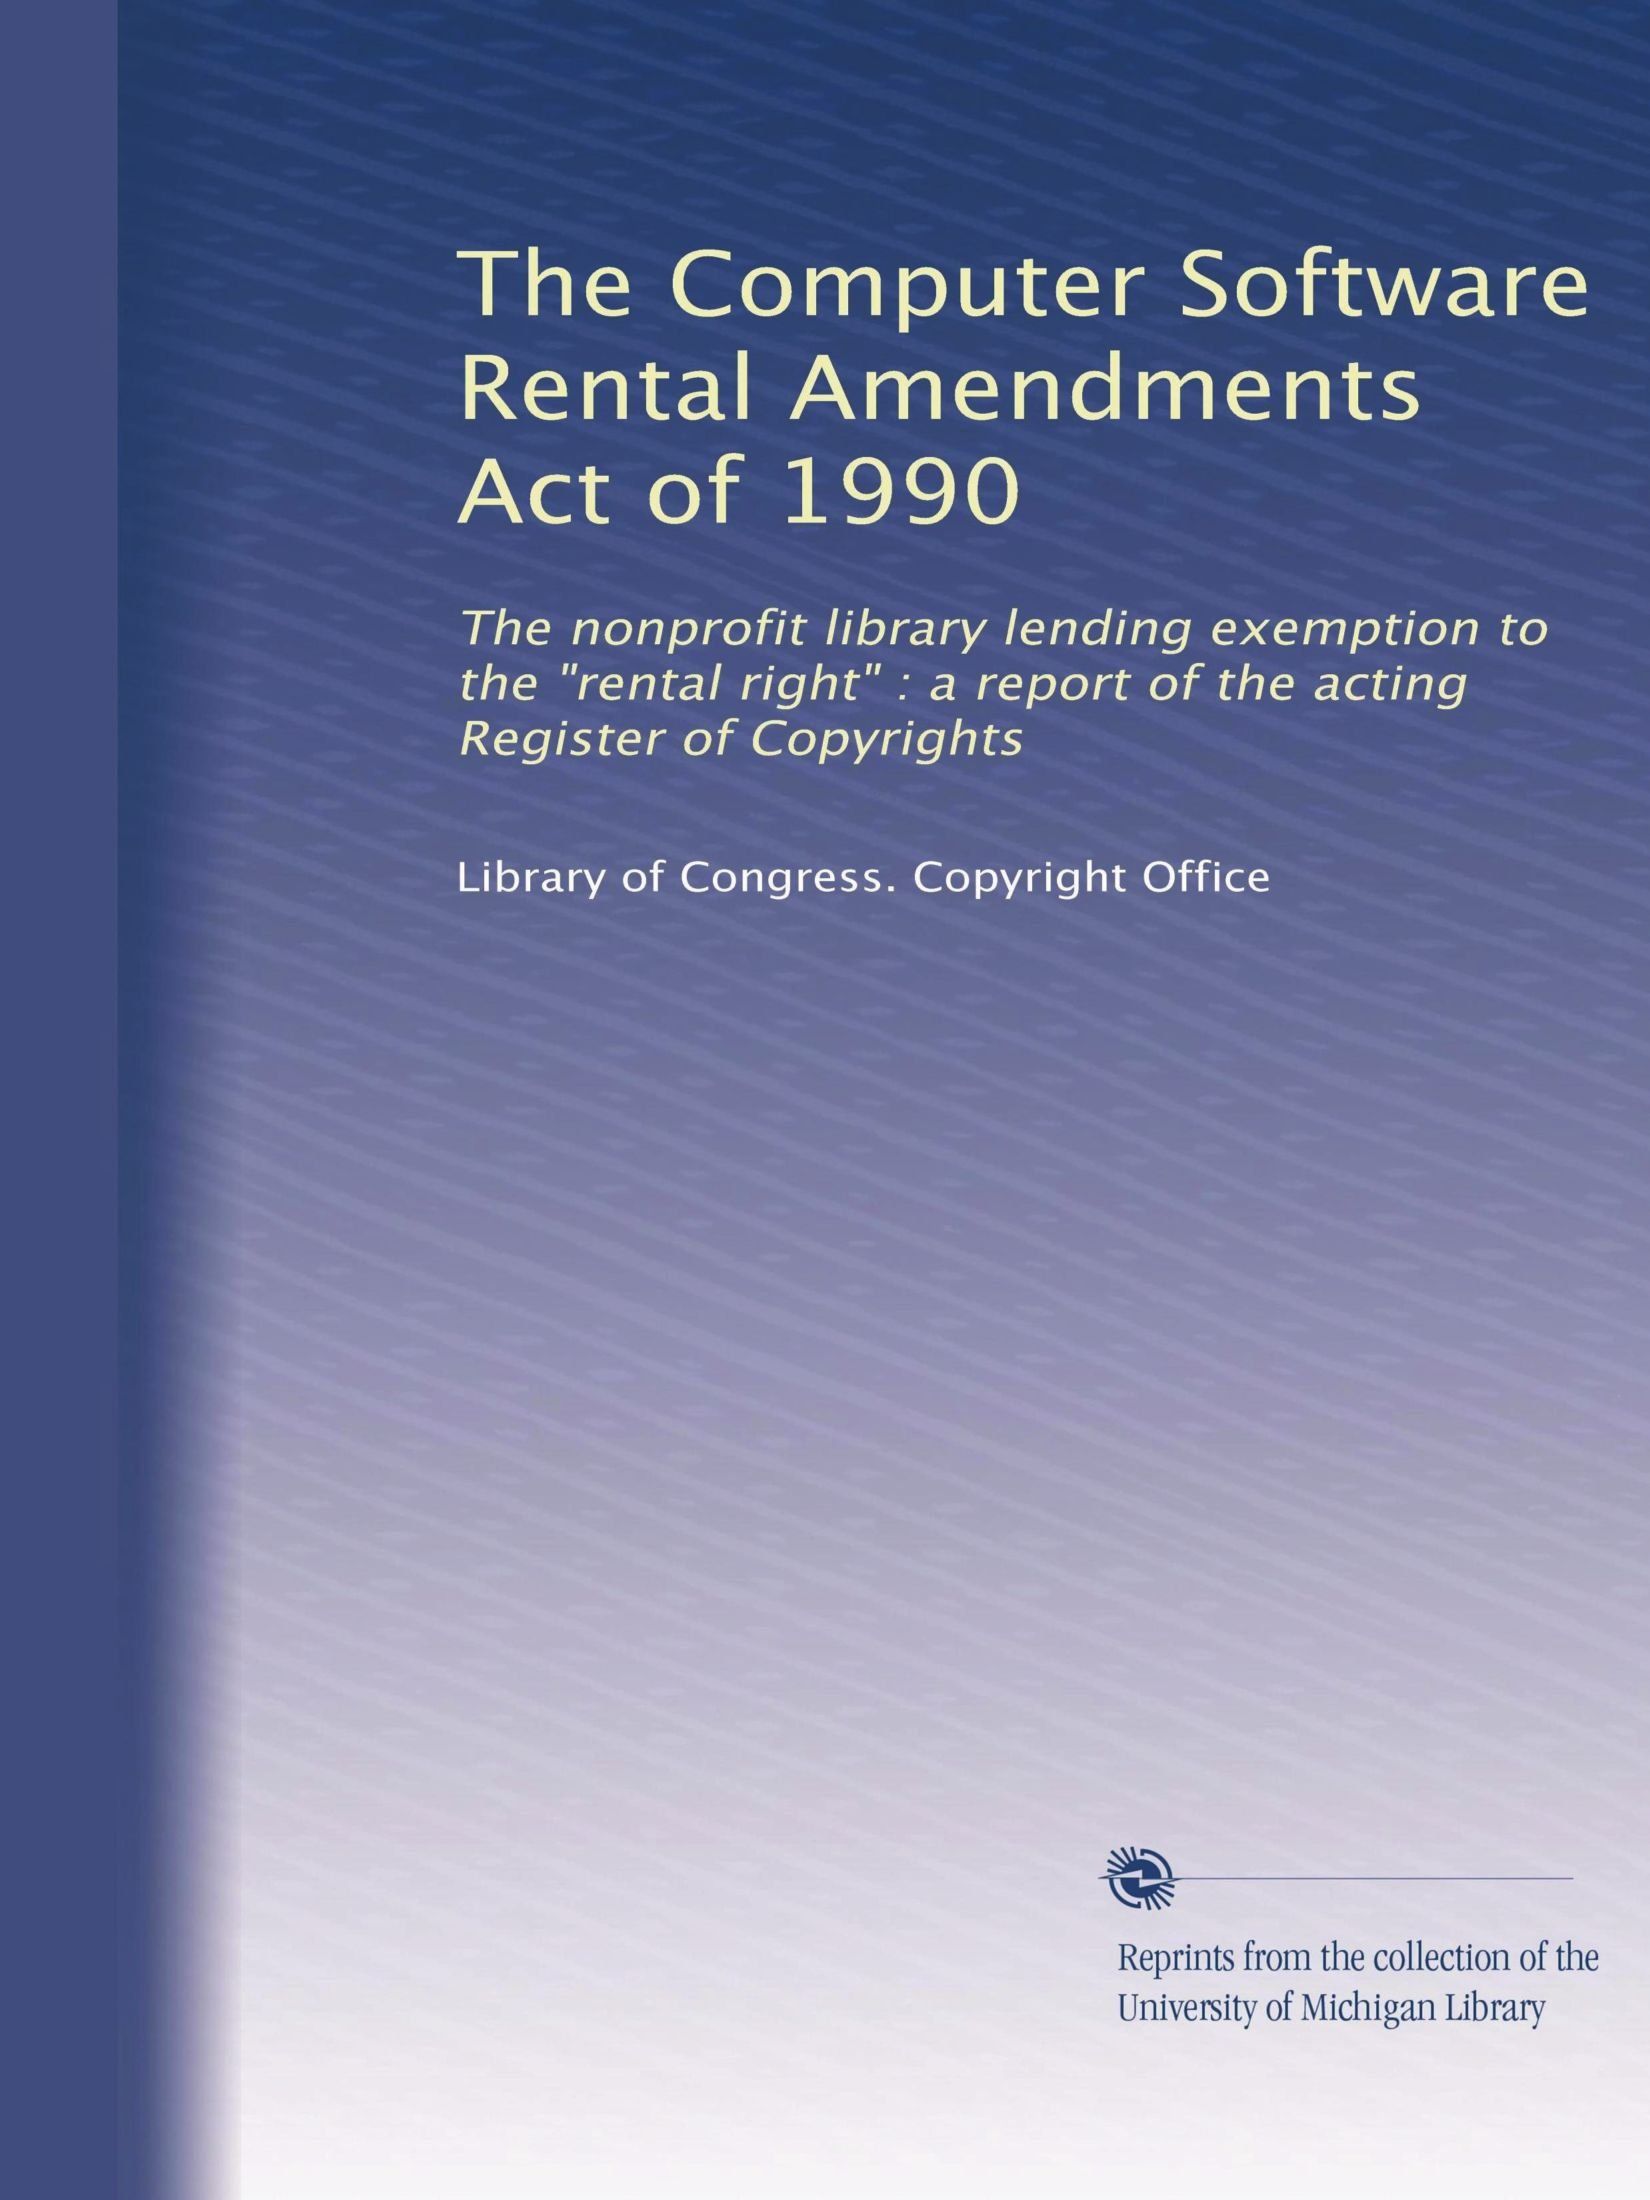 The Computer Software
Rental Amendments
Act of 1990
The nonprofit library lending exemption to
the "rental right" : a report of the acting
Register of Copyrights
Library of Congress. Copyright Office
Reprints from the collection of the
University of Michigan Library